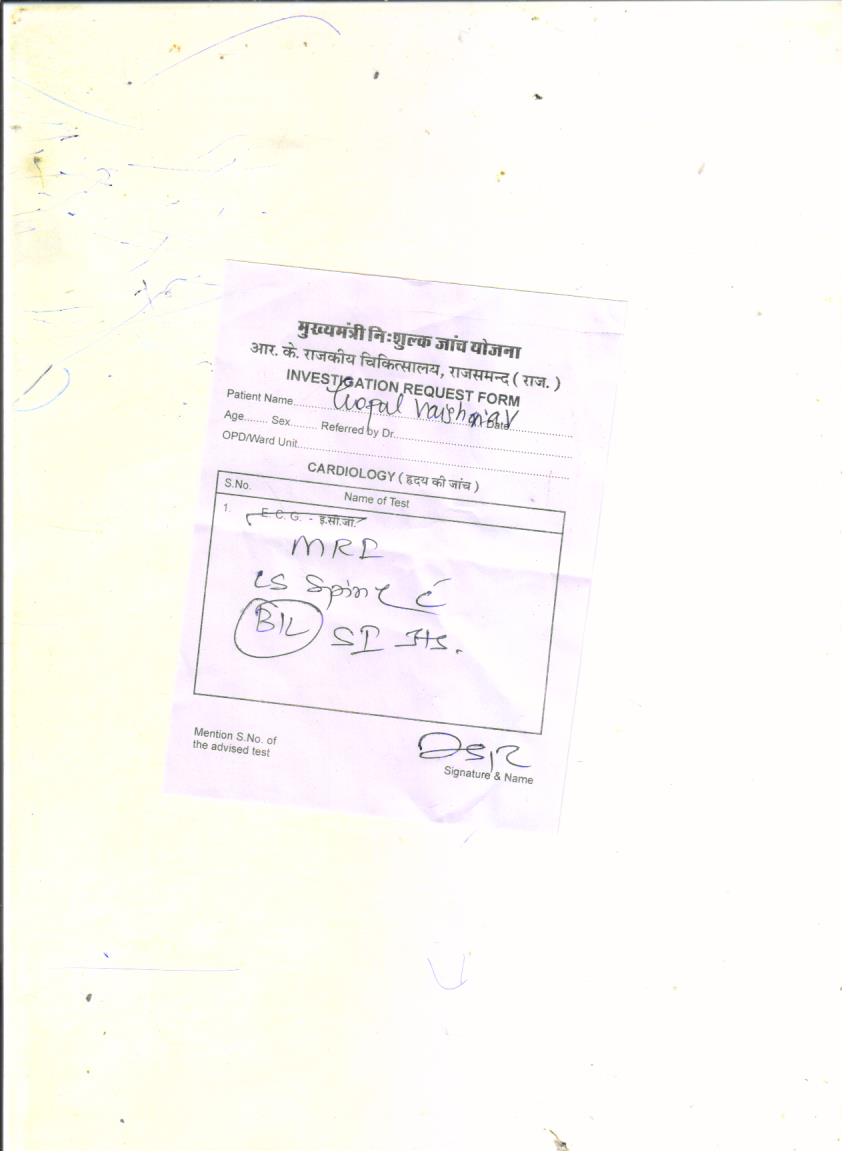 मुख्यमंत्री निःशुल्क जांच योजना
आर. के. राजकीय चिकित्सालय, राजसमन्द ( राज. )
INVESTIGATION REQUEST FORM
Patient Name Gopal Vaishnav Date
Age........ Sex........ Referred by Dr.
OPD/Ward Unit
CARDIOLOGY ( हृदय की जांच )
S.No. Name of Test
1. E. C. G. - इ.सी.जी.
MRI
LS Spine c̄
B/L SI Jts.
Mention S.No. of
the advised test
Signature & Name